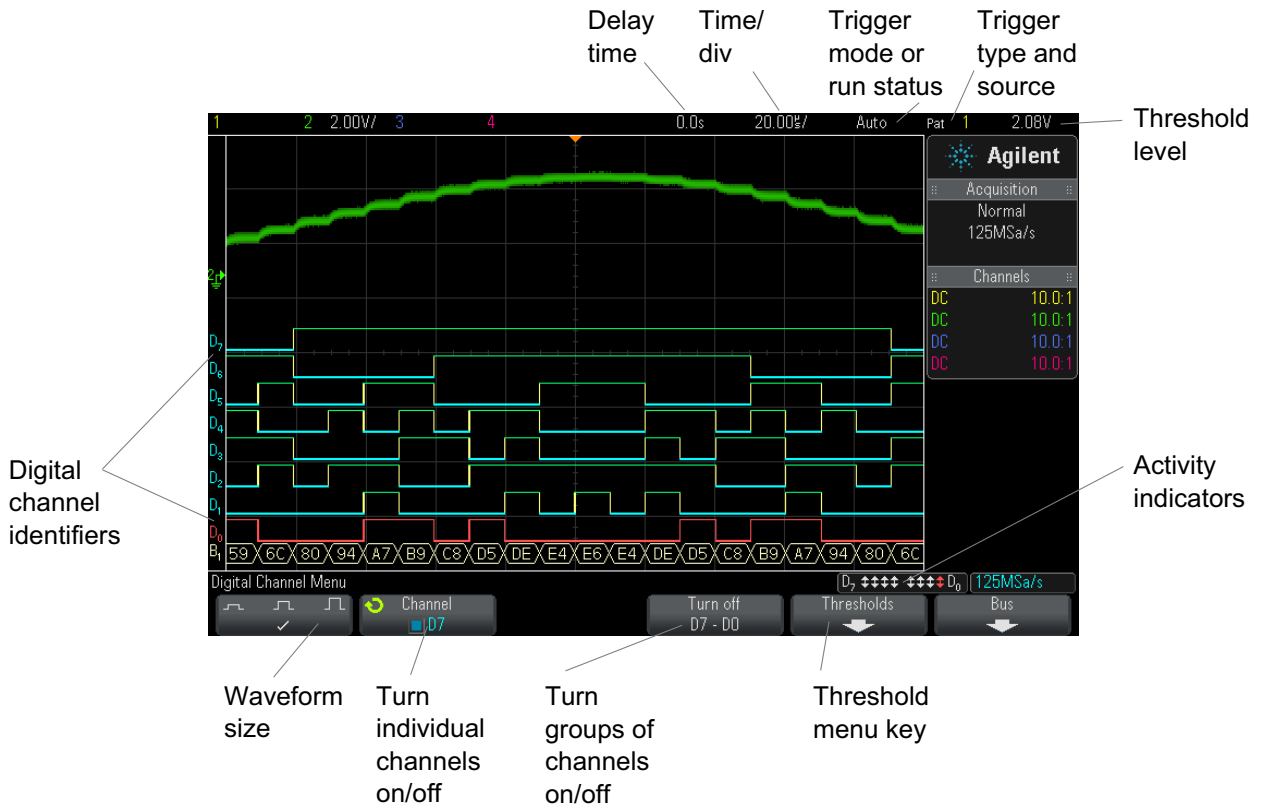 Delay
time
Time/
div
Trigger
mode or
run status
Trigger
type and
source
Threshold
level
1 2 2.00V/ 3 4 0.0s 20.00µs/ Auto Pat 1 2.08V
Agilent
Acquisition
Normal
125MSa/s
Channels
DC 10.0:1
DC 10.0:1
DC 10.0:1
DC 10.0:1
2
D7
D6
D5
D4
D3
D2
D1
D0
B1 59 6C 80 94 A7 B9 C8 D5 DE E4 E6 E4 DE D5 C8 B9 A7 94 80 6C
Digital
channel
identifiers
Activity
indicators
Digital Channel Menu
D7 D0 125MSa/s
Channel
D7
Turn off
D7 - D0
Thresholds
Bus
Waveform
size
Turn
individual
channels
on/off
Turn
groups of
channels
on/off
Threshold
menu key